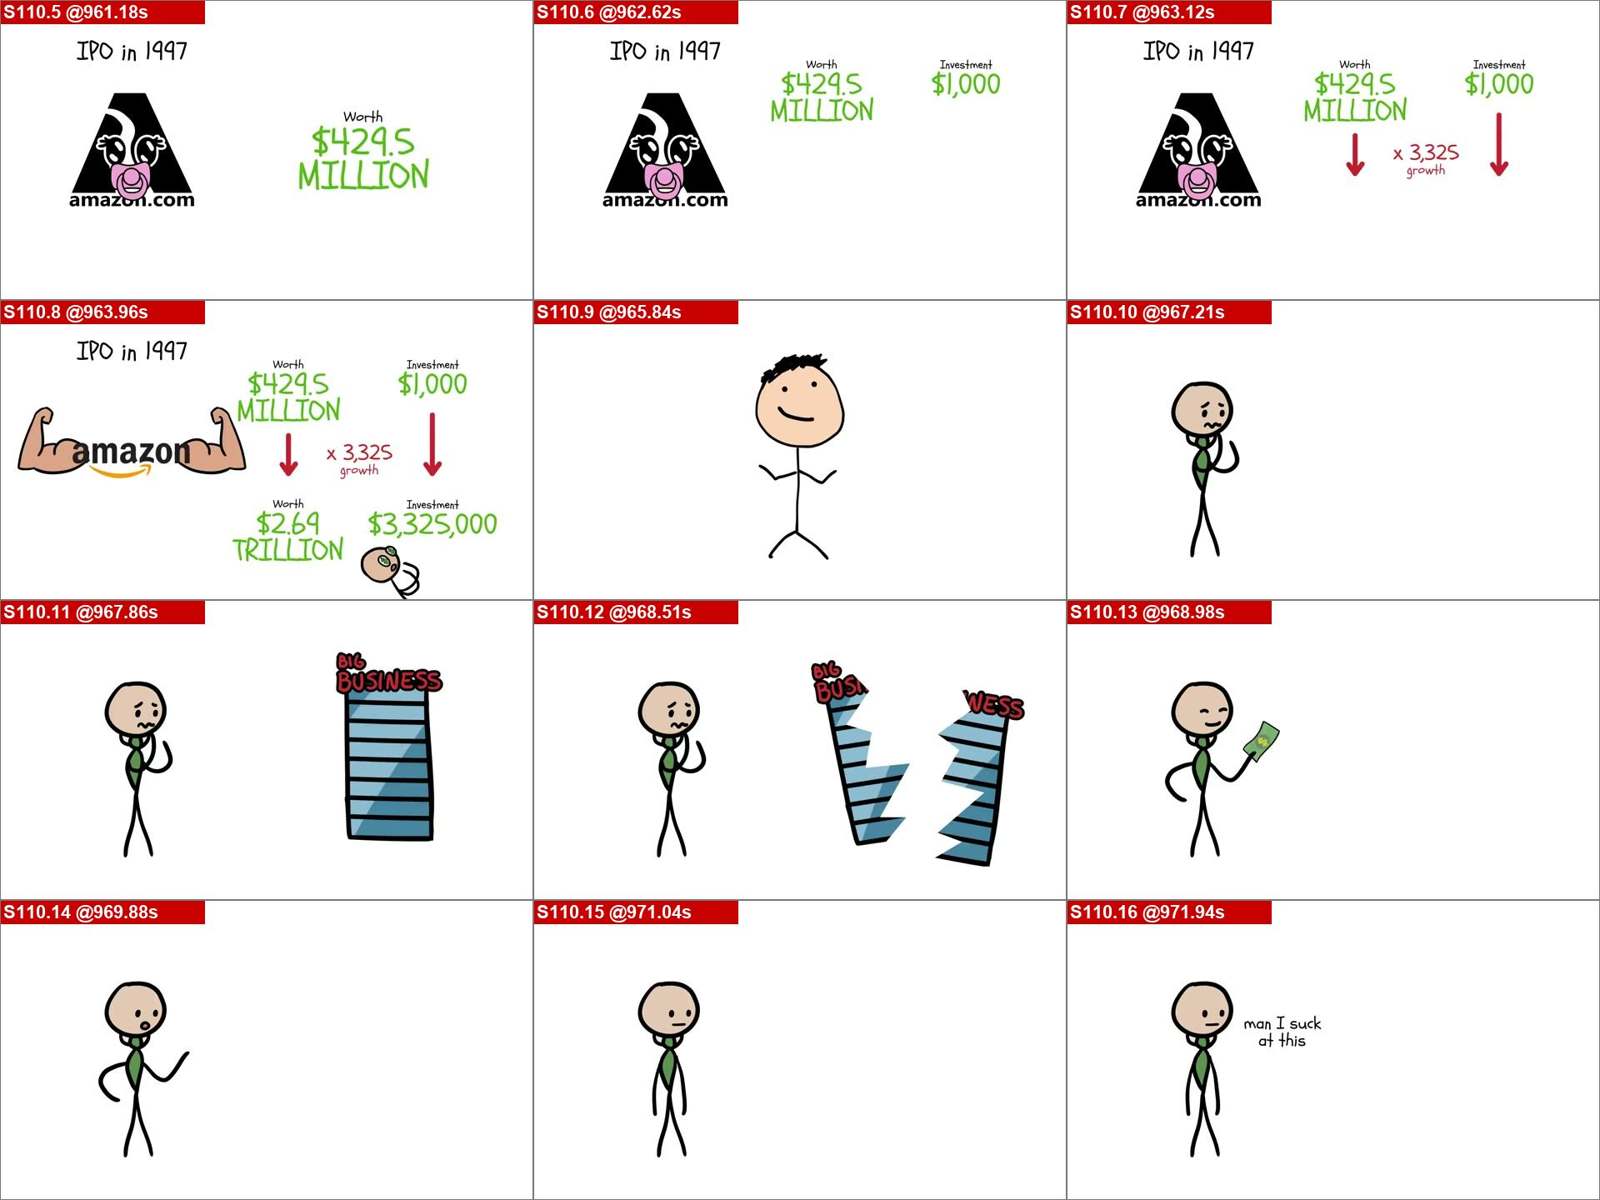 S110.5 @961.18s
IPO in 1997
amazon.com
Worth
$429.5
MILLION
S110.6 @962.62s
IPO in 1997
amazon.com
Worth
$429.5
MILLION
Investment
$1,000
S110.7 @963.12s
IPO in 1997
amazon.com
Worth
$429.5
MILLION
Investment
$1,000
x 3,325
growth
S110.8 @963.96s
IPO in 1997
amazon
Worth
$429.5
MILLION
Investment
$1,000
x 3,325
growth
Worth
$2.69
TRILLION
Investment
$3,325,000
S110.9 @965.84s
S110.10 @967.21s
S110.11 @967.86s
BIG
BUSINESS
S110.12 @968.51s
BIG
BUSI
NESS
S110.13 @968.98s
S110.14 @969.88s
S110.15 @971.04s
S110.16 @971.94s
man I suck
at this